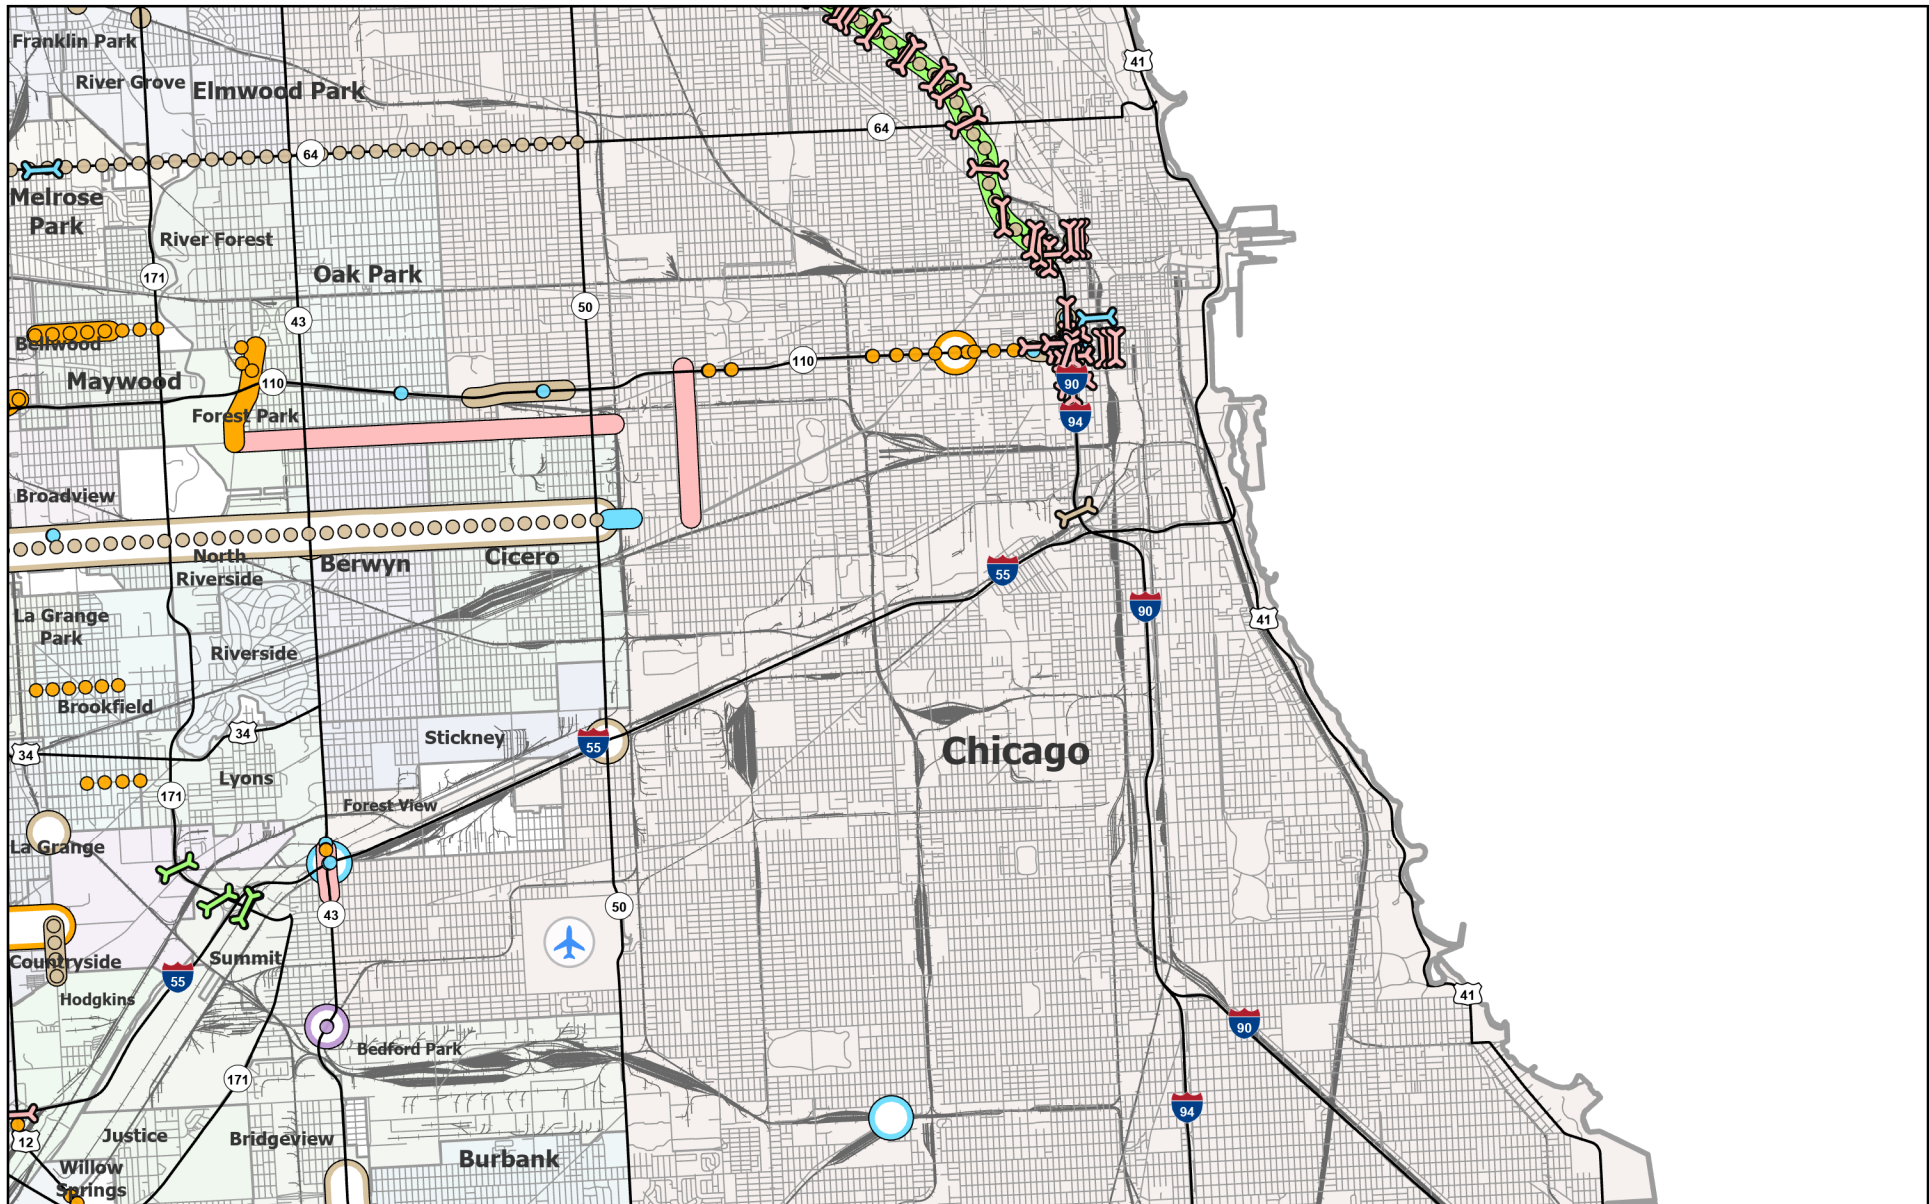 Franklin Park
41
River Grove
Elmwood Park
64
64
Melrose
Park
River Forest
Oak Park
171
50
43
Bellwood
110
Maywood
110
90
Forest Park
94
Broadview
North
Riverside
Berwyn
Cicero
55
90
La Grange
Park
41
Riverside
Brookfield
34
Stickney
34
55
Chicago
Lyons
171
Forest View
La Grange
50
43
Countryside
Summit
55
Hodgkins
41
90
Bedford Park
171
94
12
Justice
Bridgeview
Burbank
Willow
Springs